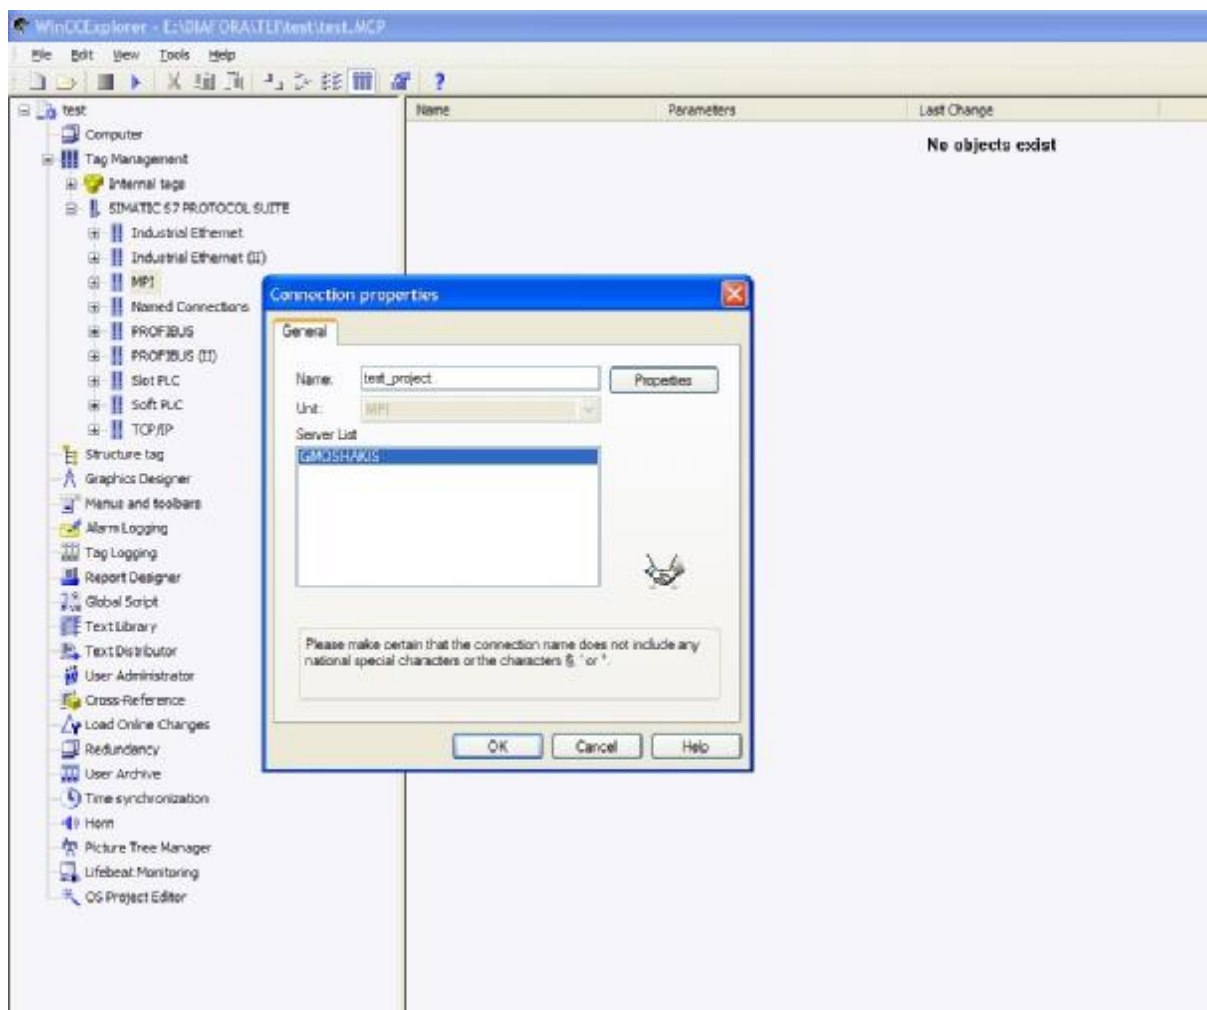 WinCCExplorer - E:\DIAFORA\TEI\test\test.MCP
File Edit View Tools Help
test
Computer
Tag Management
Internal tags
SIMATIC S7 PROTOCOL SUITE
Industrial Ethernet
Industrial Ethernet (II)
MPI
Named Connections
PROFIBUS
PROFIBUS (II)
Slot PLC
Soft PLC
TCP/IP
Structure tag
Graphics Designer
Menus and toolbars
Alarm Logging
Tag Logging
Report Designer
Global Script
Text Library
Text Distributor
User Administrator
Cross-Reference
Load Online Changes
Redundancy
User Archive
Time synchronization
Horn
Picture Tree Manager
Lifebeat Monitoring
OS Project Editor
Name Parameters Last Change
No objects exist
Connection properties
General
Name: test_project Properties
Unit: MPI
Server List
GMOSHAKIS
Please make certain that the connection name does not include any
national special characters or the characters §, ' or *.
OK Cancel Help